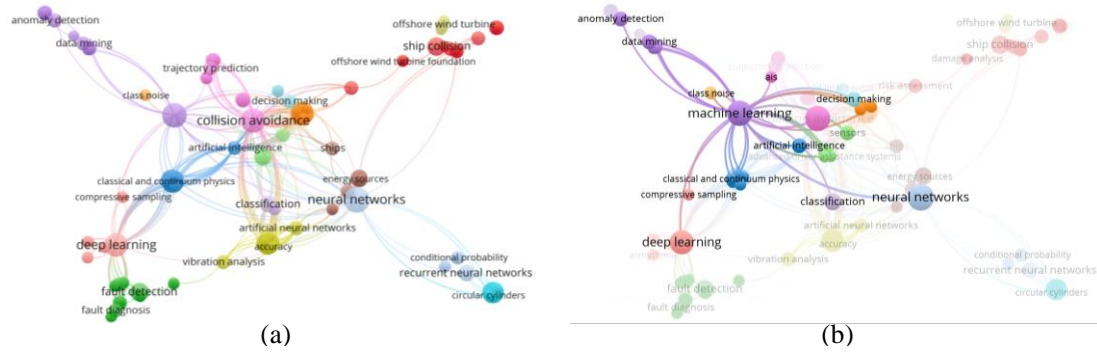 anomaly detection
data mining
trajectory prediction
class noise
offshore wind turbine
ship collision
offshore wind turbine foundation
decision making
collision avoidance
artificial intelligence
ships
classical and continuum physics
compressive sampling
energy sources
neural networks
classification
deep learning
artificial neural networks
accuracy
vibration analysis
fault detection
fault diagnosis
conditional probability
recurrent neural networks
circular cylinders
(a)
anomaly detection
data mining
ais
class noise
machine learning
offshore wind turbine
ship collision
damage analysis
risk assessment
decision making
sensors
artificial intelligence
classical and continuum physics
compressive sampling
energy sources
neural networks
classification
deep learning
artificial neural networks
accuracy
vibration analysis
fault detection
fault diagnosis
conditional probability
recurrent neural networks
circular cylinders
(b)